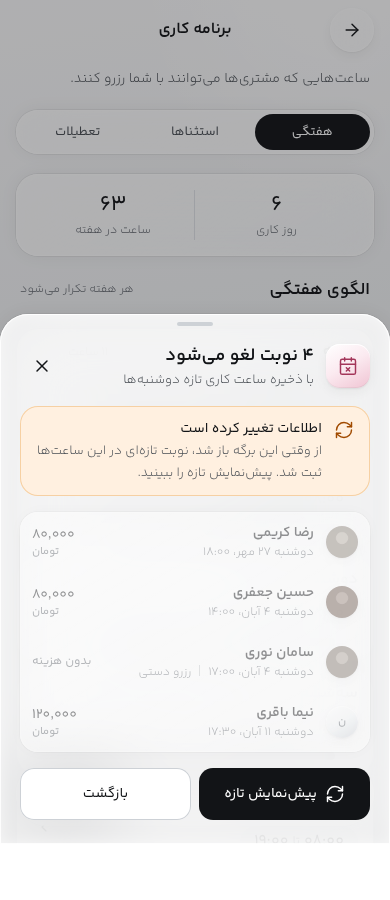 برنامه کاری
ساعت‌هایی که مشتری‌ها می‌توانند با شما رزرو کنند.
هفتگی
استثناها
تعطیلات
۶
روز کاری
۶۳
ساعت در هفته
الگوی هفتگی
هر هفته تکرار می‌شود
۴ نوبت لغو می‌شود
با ذخیره ساعت کاری تازه دوشنبه‌ها
اطلاعات تغییر کرده است
از وقتی این برگه باز شد، نوبت تازه‌ای در این ساعت‌ها
ثبت شد. پیش‌نمایش تازه را ببینید.
رضا کریمی
۸۰,۰۰۰
دوشنبه ۲۷ مهر، ۱۸:۰۰
تومان
حسین جعفری
۸۰,۰۰۰
دوشنبه ۴ آبان، ۱۴:۰۰
تومان
سامان نوری
دوشنبه ۴ آبان، ۱۷:۰۰ | رزرو دستی
بدون هزینه
ن
نیما باقری
۱۲۰,۰۰۰
دوشنبه ۱۱ آبان، ۱۷:۳۰
تومان
پیش‌نمایش تازه
بازگشت
۰۸:۰۰ – ۱۹:۰۰